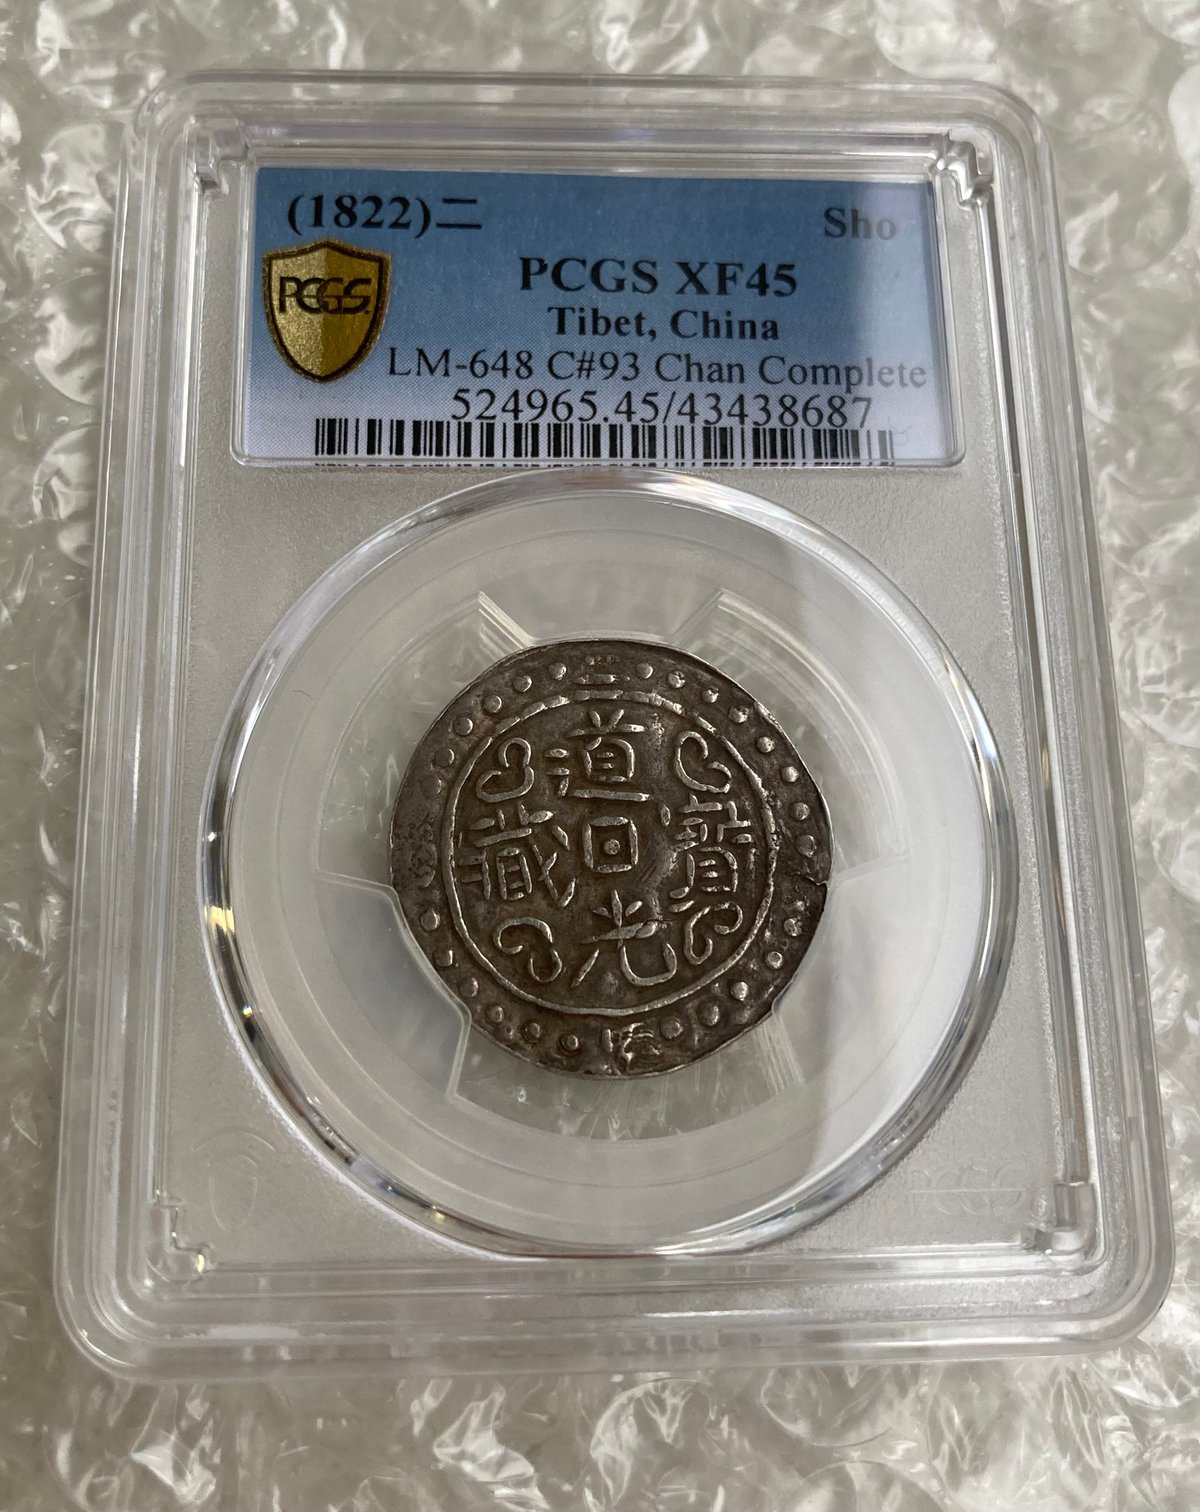 (1822)二 Sho
PCGS
PCGS XF45
Tibet, China
LM-648 C#93 Chan Complete
524965.45/43438687
二
道
藏 寶
光